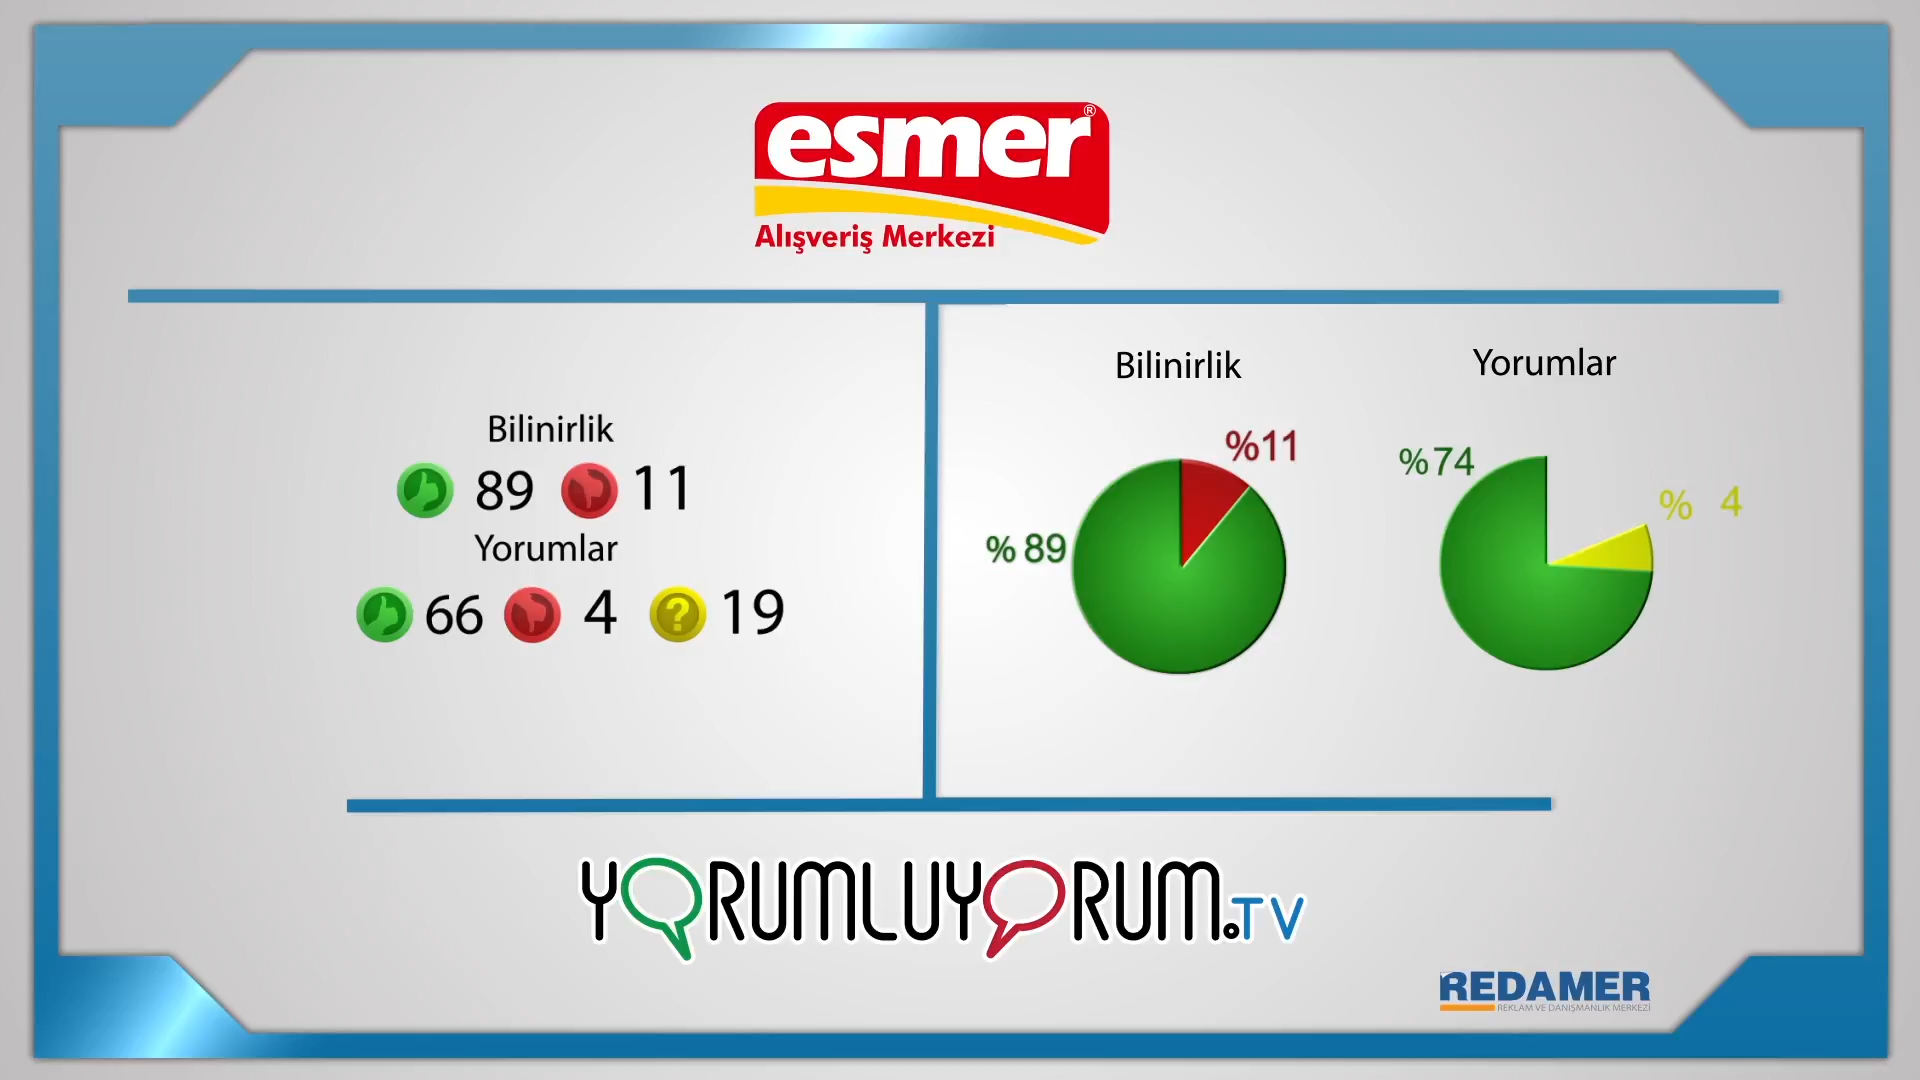 esmer®
Alışveriş Merkezi
Bilinirlik
89 11
Yorumlar
66 4 ? 19
Bilinirlik
%11
% 89
Yorumlar
%74
% 4
YORUMLUYORUM.TV
REDAMER
REKLAM VE DANIŞMANLIK MERKEZİ